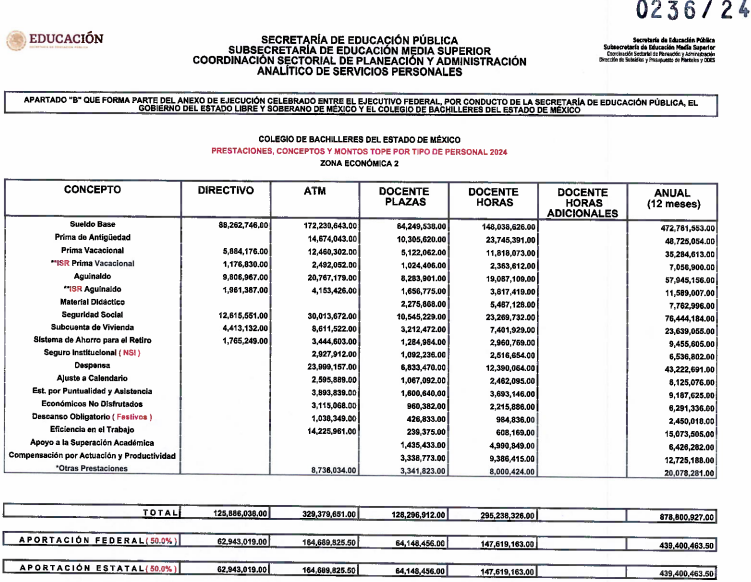 0236/24
EDUCACIÓN
SECRETARÍA DE EDUCACIÓN PÚBLICA
SUBSECRETARÍA DE EDUCACIÓN MEDIA SUPERIOR
COORDINACIÓN SECTORIAL DE PLANEACIÓN Y ADMINISTRACIÓN
ANALÍTICO DE SERVICIOS PERSONALES
Secretaría de Educación Pública
Subsecretaría de Educación Media Superior
Coordinación Sectorial de Planeación y Administración
Dirección de Subsidios y Presupuesto de Planteles y ODES
APARTADO "B" QUE FORMA PARTE DEL ANEXO DE EJECUCIÓN CELEBRADO ENTRE EL EJECUTIVO FEDERAL, POR CONDUCTO DE LA SECRETARÍA DE EDUCACIÓN PÚBLICA, EL
GOBIERNO DEL ESTADO LIBRE Y SOBERANO DE MÉXICO Y EL COLEGIO DE BACHILLERES DEL ESTADO DE MÉXICO
COLEGIO DE BACHILLERES DEL ESTADO DE MÉXICO
PRESTACIONES, CONCEPTOS Y MONTOS TOPE POR TIPO DE PERSONAL 2024
ZONA ECONÓMICA 2
CONCEPTO DIRECTIVO ATM DOCENTE PLAZAS DOCENTE HORAS DOCENTE HORAS ADICIONALES ANUAL (12 meses)
Sueldo Base 88,262,746.00 172,230,643.00 64,249,538.00 148,038,626.00 472,781,553.00
Prima de Antigüedad 14,674,043.00 10,305,620.00 23,745,391.00 48,725,054.00
Prima Vacacional 5,884,176.00 12,460,302.00 5,122,062.00 11,818,073.00 35,284,613.00
**ISR Prima Vacacional 1,176,830.00 2,492,052.00 1,024,406.00 2,363,612.00 7,056,900.00
Aguinaldo 9,806,967.00 20,767,179.00 8,283,901.00 19,087,109.00 57,945,156.00
**ISR Aguinaldo 1,961,387.00 4,153,426.00 1,656,775.00 3,817,419.00 11,589,007.00
Material Didáctico 2,275,868.00 5,487,128.00 7,762,996.00
Seguridad Social 12,615,551.00 30,013,672.00 10,545,229.00 23,269,732.00 76,444,184.00
Subcuenta de Vivienda 4,413,132.00 8,611,522.00 3,212,472.00 7,401,929.00 23,639,055.00
Sistema de Ahorro para el Retiro 1,765,249.00 3,444,603.00 1,284,984.00 2,960,769.00 9,455,605.00
Seguro Institucional ( NSI ) 2,927,912.00 1,092,236.00 2,516,654.00 6,536,802.00
Despensa 23,999,157.00 6,833,470.00 12,390,064.00 43,222,691.00
Ajuste a Calendario 2,595,889.00 1,067,092.00 2,462,095.00 6,125,076.00
Est. por Puntualidad y Asistencia 3,893,839.00 1,600,640.00 3,693,146.00 9,187,625.00
Económicos No Disfrutados 3,115,068.00 960,382.00 2,215,886.00 6,291,336.00
Descanso Obligatorio ( Festivos ) 1,038,349.00 426,833.00 984,836.00 2,450,018.00
Eficiencia en el Trabajo 14,225,961.00 239,375.00 608,169.00 15,073,505.00
Apoyo a la Superación Académica 1,435,433.00 4,990,849.00 6,426,282.00
Compensación por Actuación y Productividad 3,338,773.00 9,386,415.00 12,725,188.00
*Otras Prestaciones 8,736,034.00 3,341,823.00 8,000,424.00 20,078,281.00
TOTAL 125,886,038.00 329,379,651.00 128,296,912.00 295,238,326.00 878,800,927.00
APORTACIÓN FEDERAL(50.0%) 62,943,019.00 164,689,825.50 64,148,456.00 147,619,163.00 439,400,463.50
APORTACIÓN ESTATAL(50.0%) 62,943,019.00 164,689,825.50 64,148,456.00 147,619,163.00 439,400,463.50